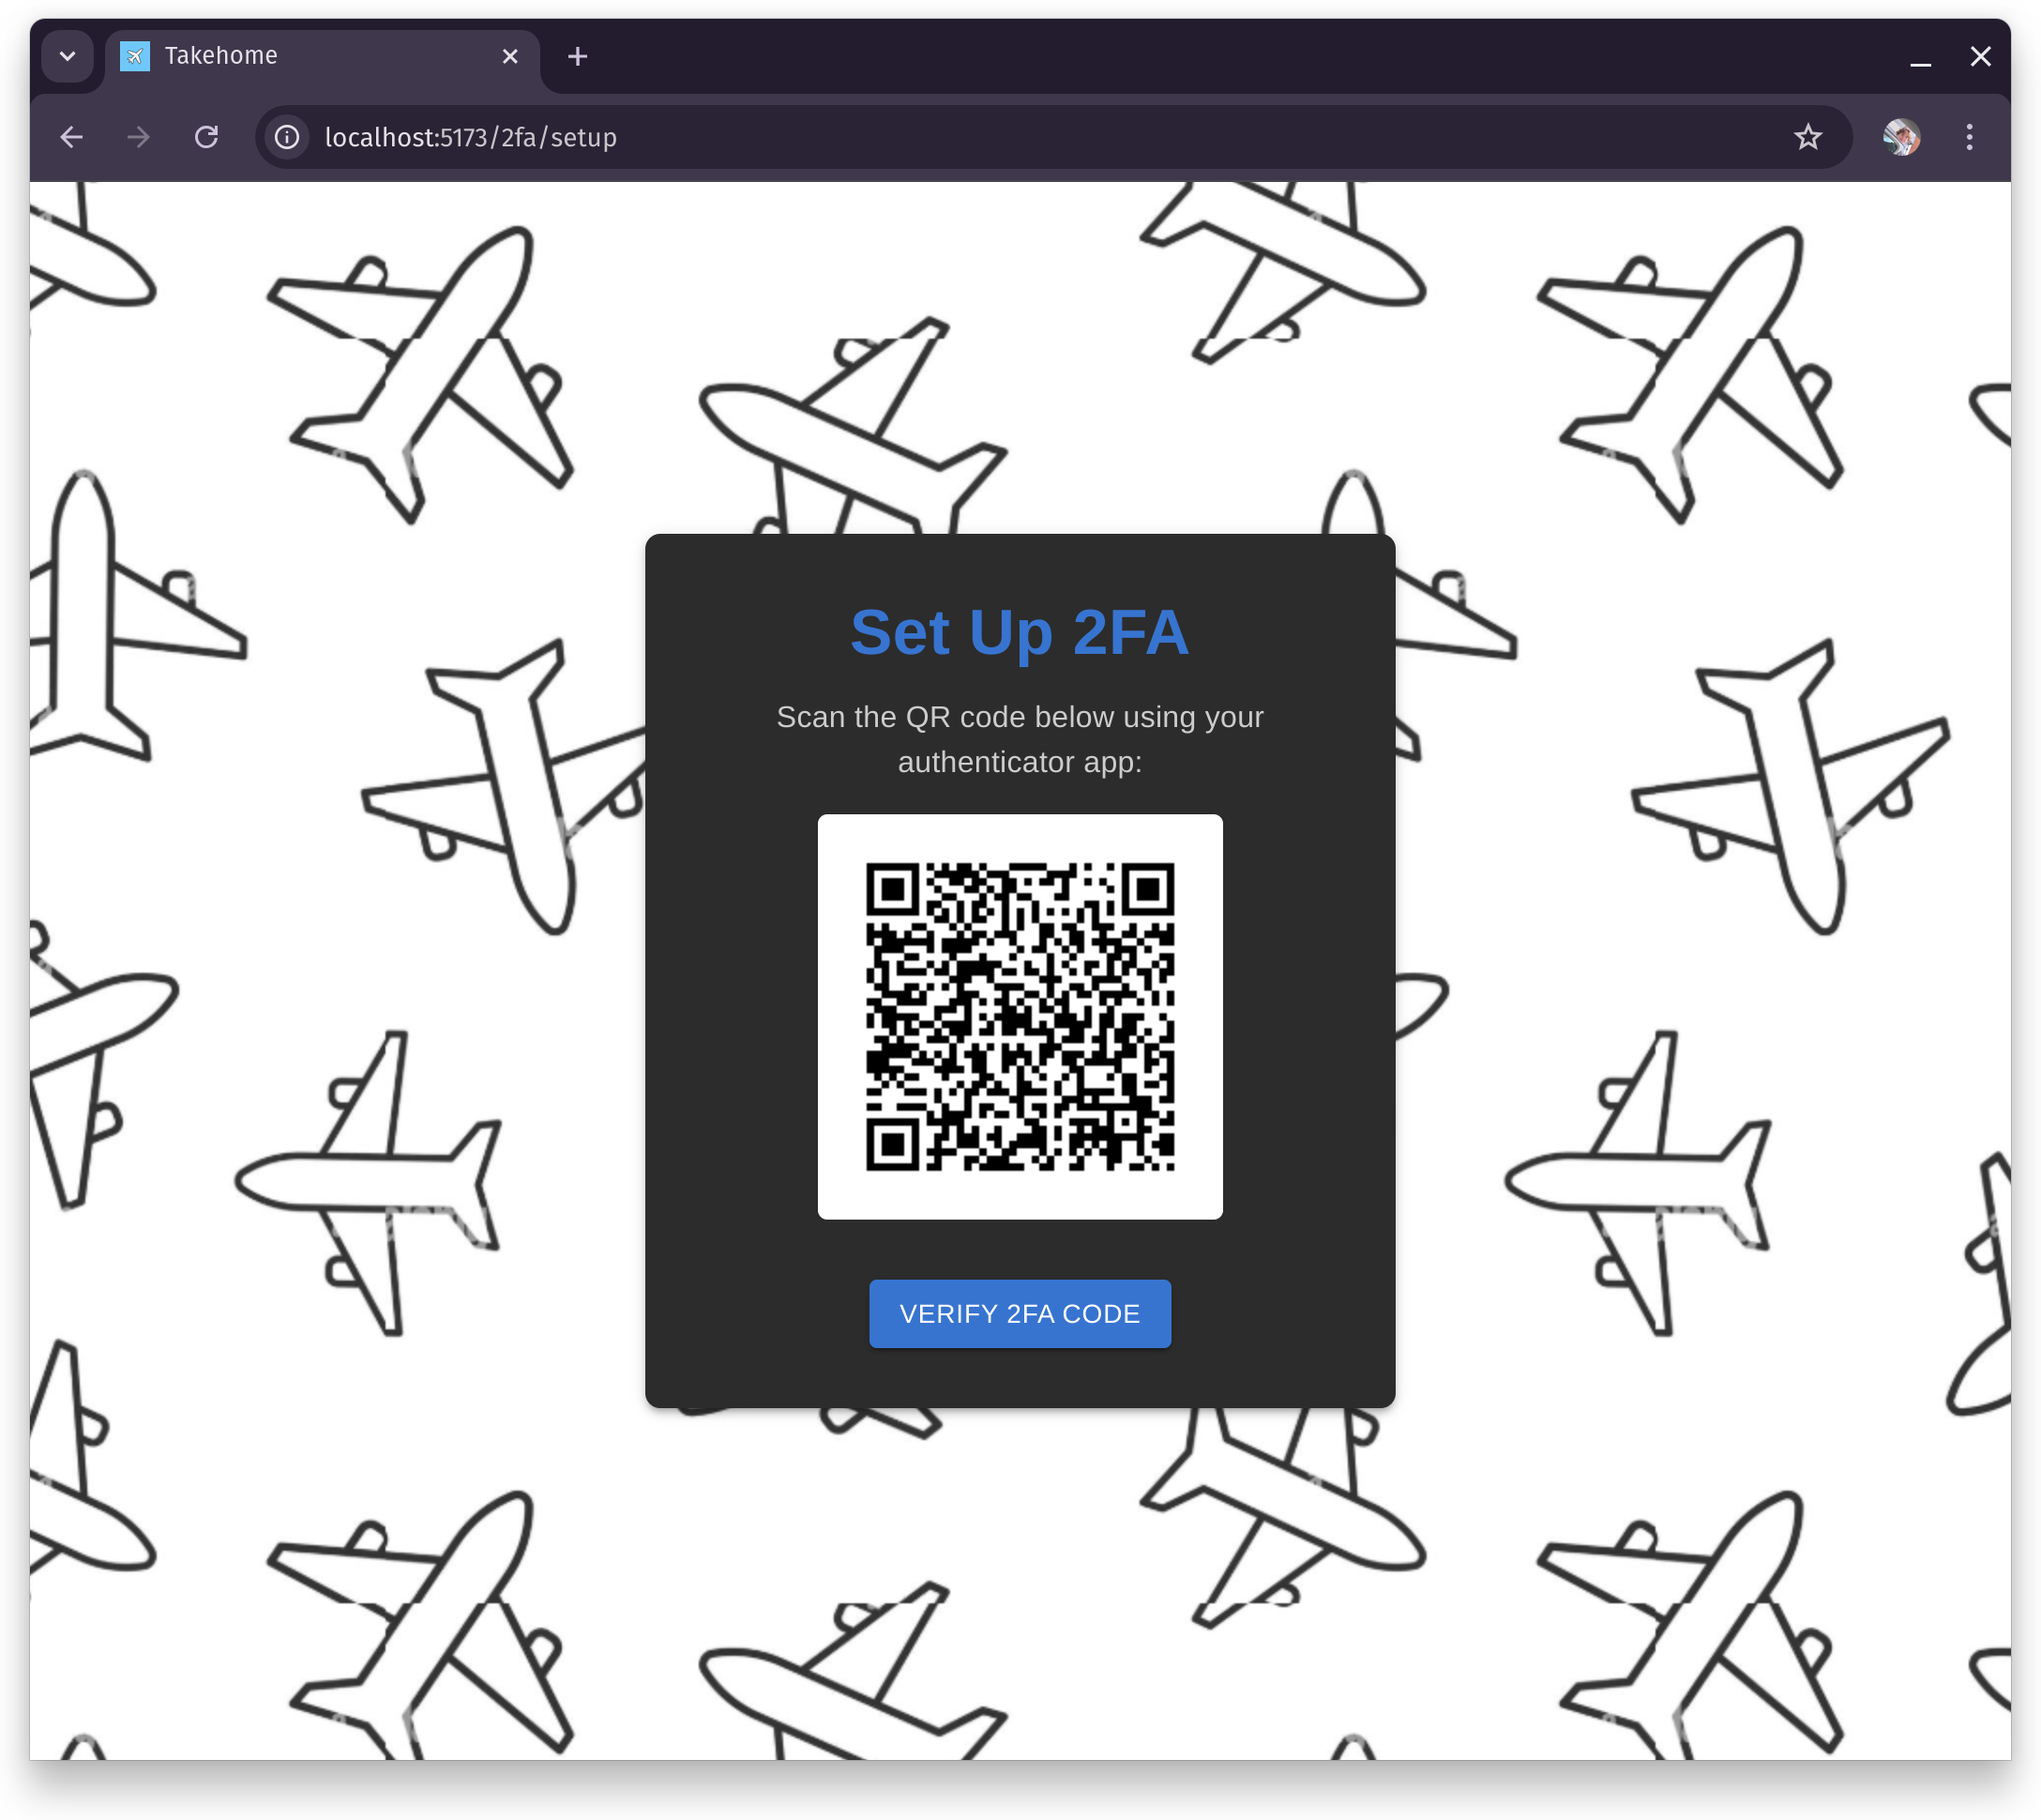 Takehome
localhost:5173/2fa/setup
Set Up 2FA
Scan the QR code below using your
authenticator app:
VERIFY 2FA CODE